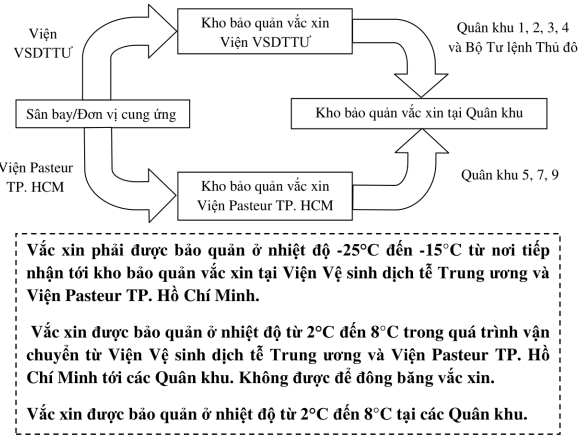 Viện
VSDTTƯ
Kho bảo quản vắc xin
Viện VSDTTƯ
Quân khu 1, 2, 3, 4
và Bộ Tư lệnh Thủ đô
Sân bay/Đơn vị cung ứng
Kho bảo quản vắc xin tại Quân khu
Viện Pasteur
TP. HCM
Kho bảo quản vắc xin
Viện Pasteur TP. HCM
Quân khu 5, 7, 9
Vắc xin phải được bảo quản ở nhiệt độ -25°C đến -15°C từ nơi tiếp
nhận tới kho bảo quản vắc xin tại Viện Vệ sinh dịch tễ Trung ương và
Viện Pasteur TP. Hồ Chí Minh.
Vắc xin được bảo quản ở nhiệt độ từ 2°C đến 8°C trong quá trình vận
chuyển từ Viện Vệ sinh dịch tễ Trung ương và Viện Pasteur TP. Hồ
Chí Minh tới các Quân khu. Không được để đông băng vắc xin.
Vắc xin được bảo quản ở nhiệt độ từ 2°C đến 8°C tại các Quân khu.